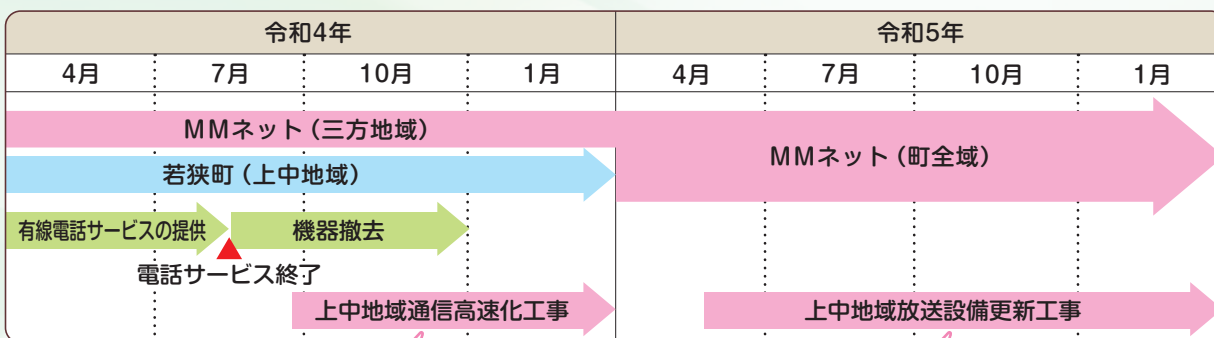 令和4年
令和5年
4月 7月 10月 1月 4月 7月 10月 1月
MMネット（三方地域）
MMネット（町全域）
若狭町（上中地域）
有線電話サービスの提供
機器撤去
電話サービス終了
上中地域通信高速化工事
上中地域放送設備更新工事